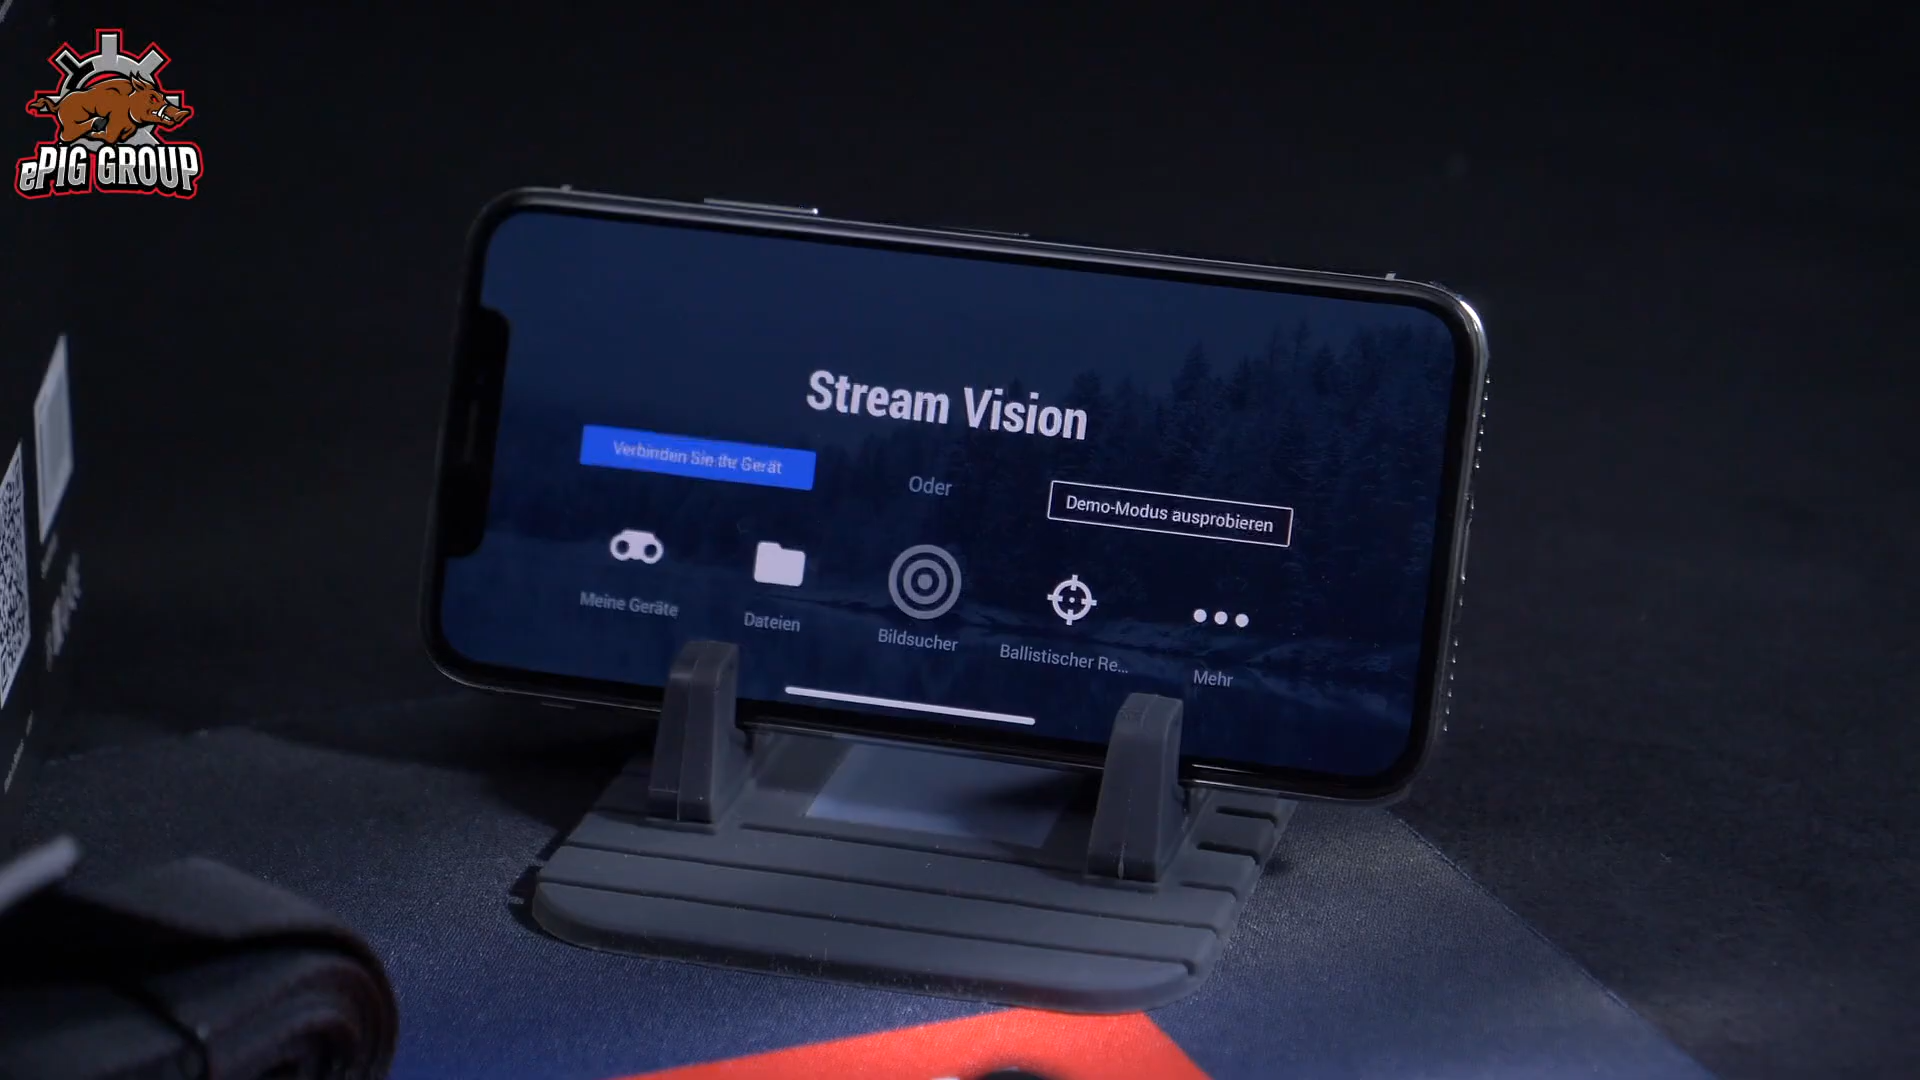 ePIG GROUP
Stream Vision
Verbinden Sie Ihr Gerät
Oder
Demo-Modus ausprobieren
Meine Geräte
Dateien
Bildsucher
Ballistischer Re...
Mehr